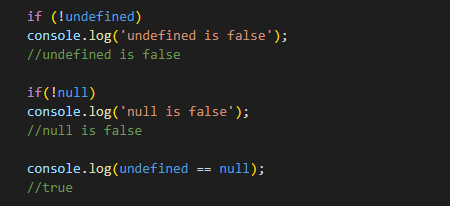 if (!undefined)
console.log('undefined is false');
//undefined is false
if(!null)
console.log('null is false');
//null is false
console.log(undefined == null);
//true